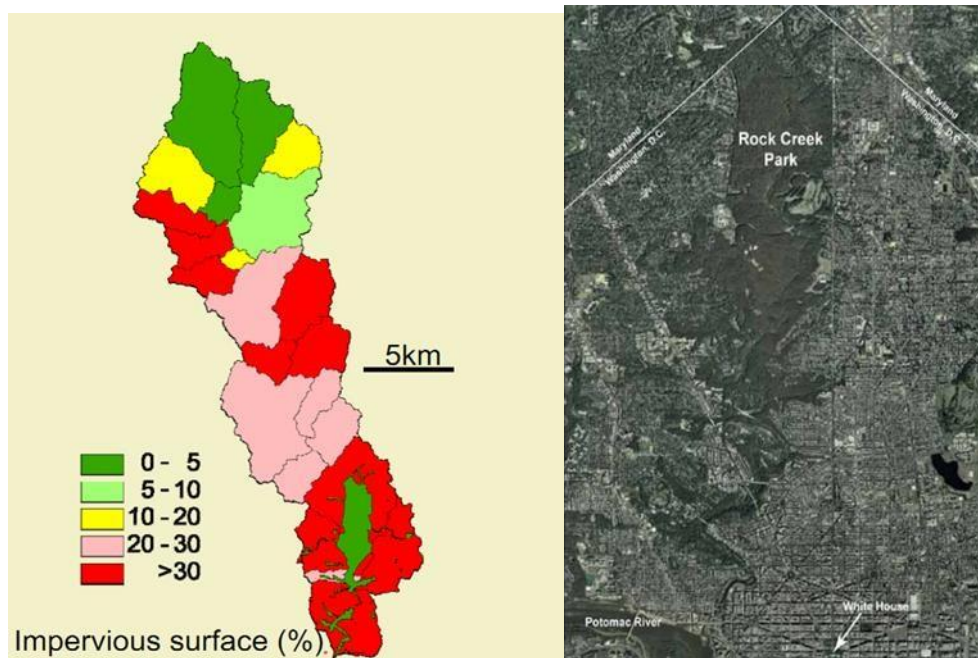 5km
0 - 5
5 - 10
10 - 20
20 - 30
>30
Impervious surface (%)
Maryland
Washington, D.C.
Maryland
Washington, D.C.
Rock Creek
Park
White House
Potomac River